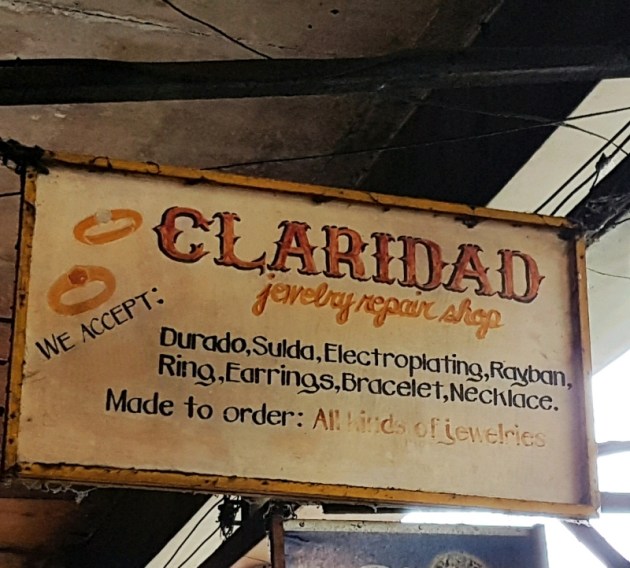 CLARIDAD
jewelry repair shop
WE ACCEPT:
Durado,Sulda,Electroplating,Rayban,
Ring,Earrings,Bracelet,Necklace.
Made to order: All kinds of jewelries